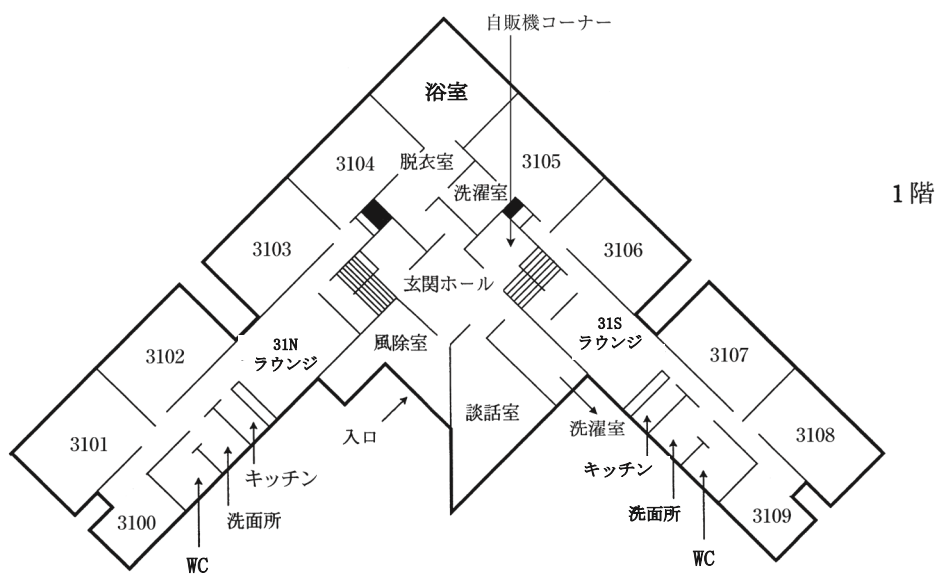 自販機コーナー
浴室
3104
脱衣室
3105
洗濯室
1階
3103
3106
玄関ホール
31N
ラウンジ
31S
ラウンジ
3102
風除室
3107
3101
入口
談話室
洗濯室
3108
キッチン
キッチン
3100
洗面所
洗面所
3109
WC
WC